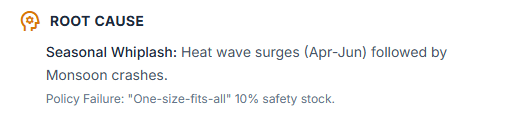 ROOT CAUSE
Seasonal Whiplash: Heat wave surges (Apr-Jun) followed by
Monsoon crashes.
Policy Failure: "One-size-fits-all" 10% safety stock.